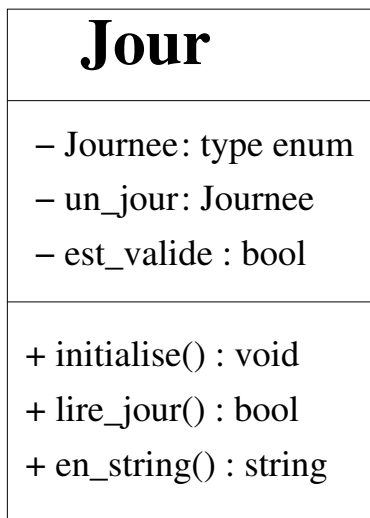 Jour
− Journee: type enum
− un_jour: Journee
− est_valide : bool
+ initialise() : void
+ lire_jour() : bool
+ en_string() : string